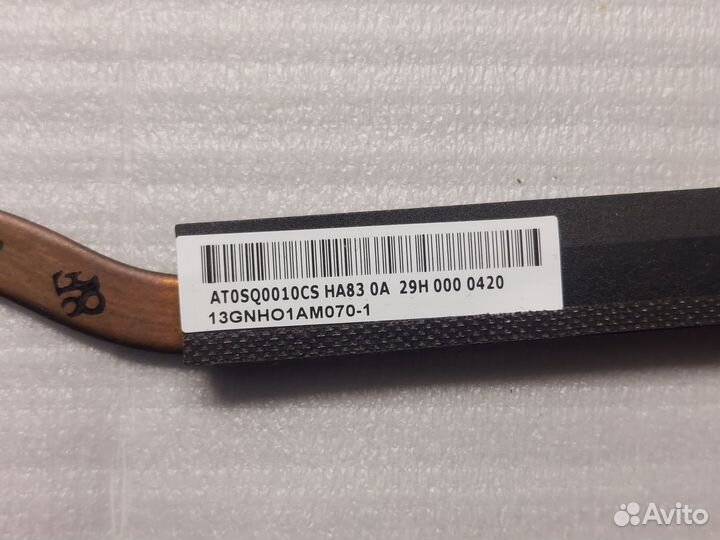 AT0SQ0010CS HA83 0A 29H 000 0420
13GNHO1AM070-1
Avito